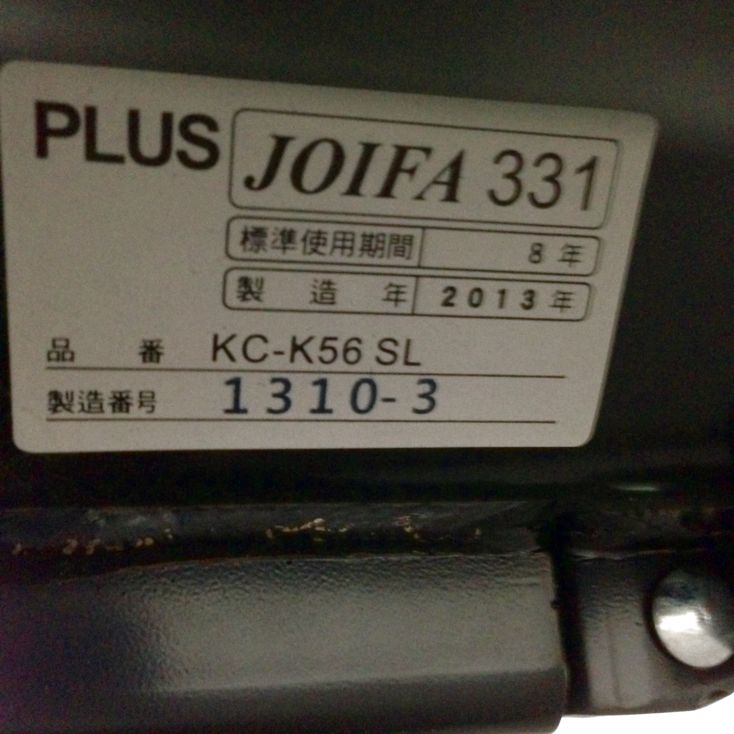 PLUS JOIFA 331
標準使用期間 8年
製造年 2013年
品番 KC-K56 SL
製造番号 1310-3